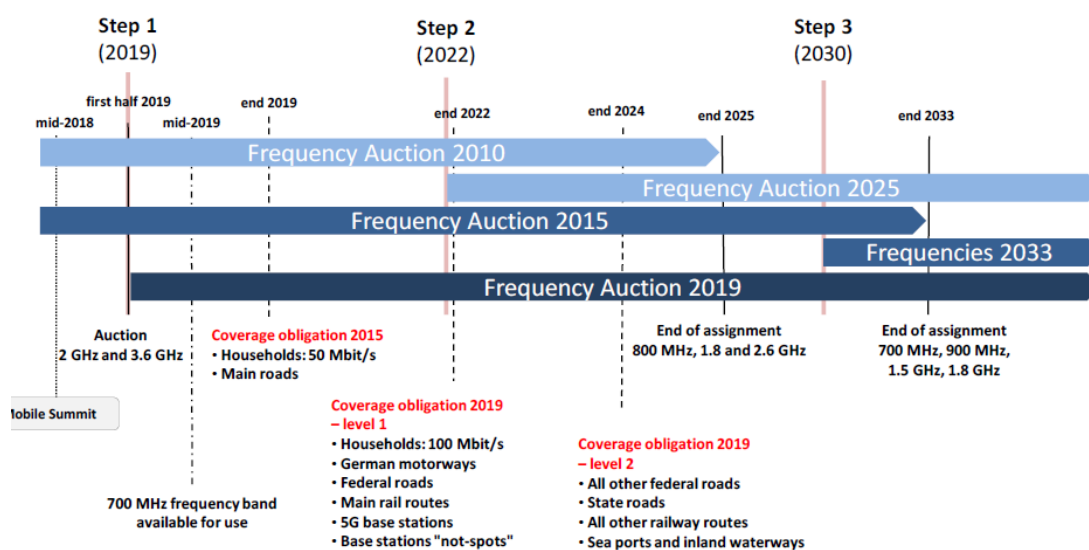 Step 1
(2019)
Step 2
(2022)
Step 3
(2030)
first half 2019
mid-2018
mid-2019
end 2019
end 2022
end 2024
end 2025
end 2033
Frequency Auction 2010
Frequency Auction 2025
Frequency Auction 2015
Frequencies 2033
Frequency Auction 2019
Auction
2 GHz and 3.6 GHz
Coverage obligation 2015
• Households: 50 Mbit/s
• Main roads
End of assignment
800 MHz, 1.8 and 2.6 GHz
End of assignment
700 MHz, 900 MHz,
1.5 GHz, 1.8 GHz
Mobile Summit
Coverage obligation 2019
– level 1
• Households: 100 Mbit/s
• German motorways
• Federal roads
• Main rail routes
• 5G base stations
• Base stations "not-spots"
Coverage obligation 2019
– level 2
• All other federal roads
• State roads
• All other railway routes
• Sea ports and inland waterways
700 MHz frequency band
available for use